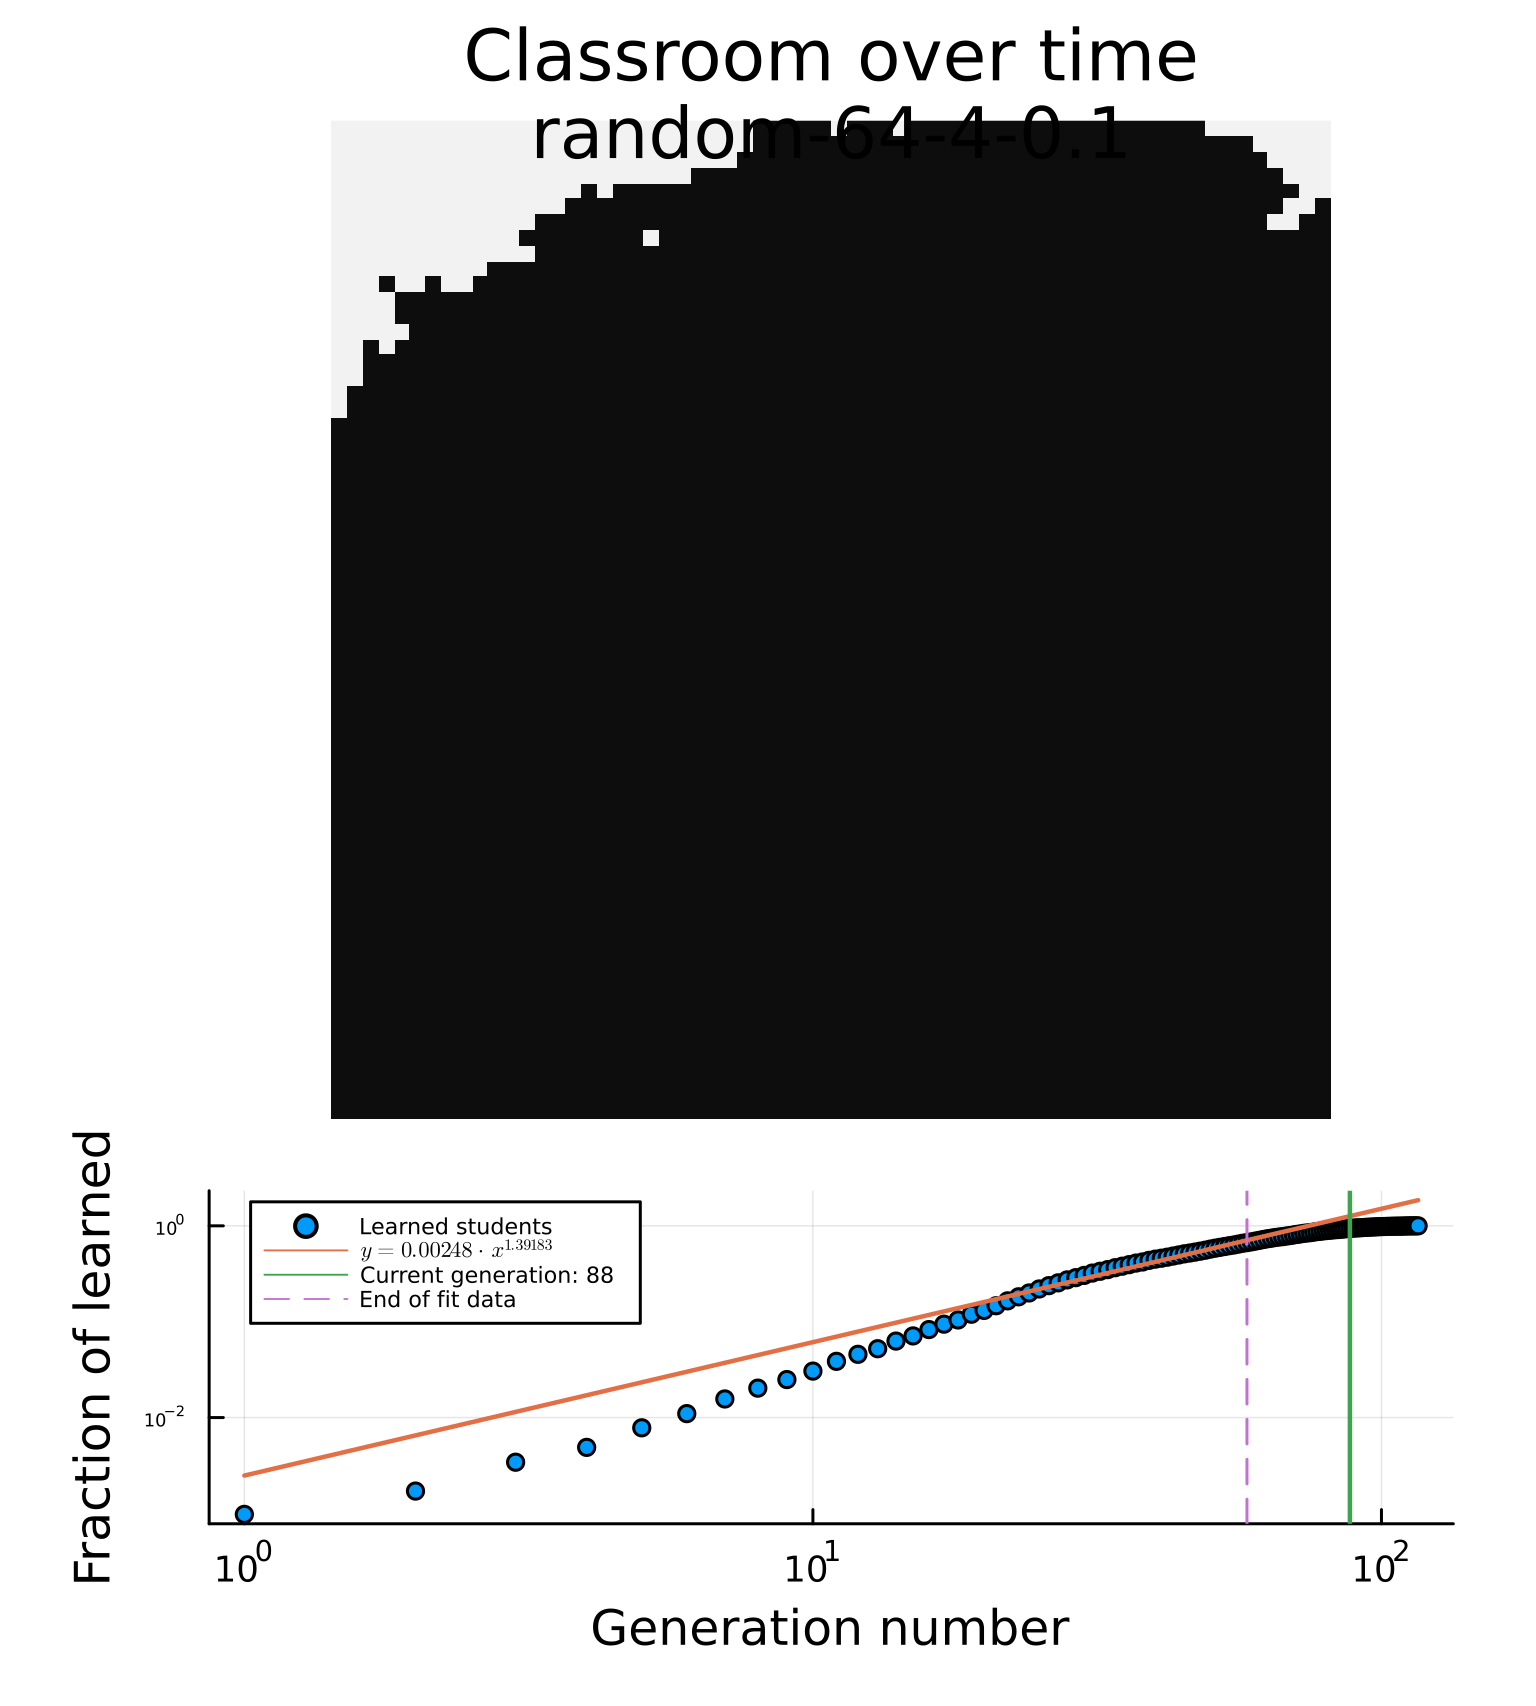 Classroom over time
random-64-4-0.1
Fraction of learned
10^0
10^-2
Learned students
y = 0.00248 · x^1.39183
Current generation: 88
End of fit data
10^0 10^1 10^2
Generation number